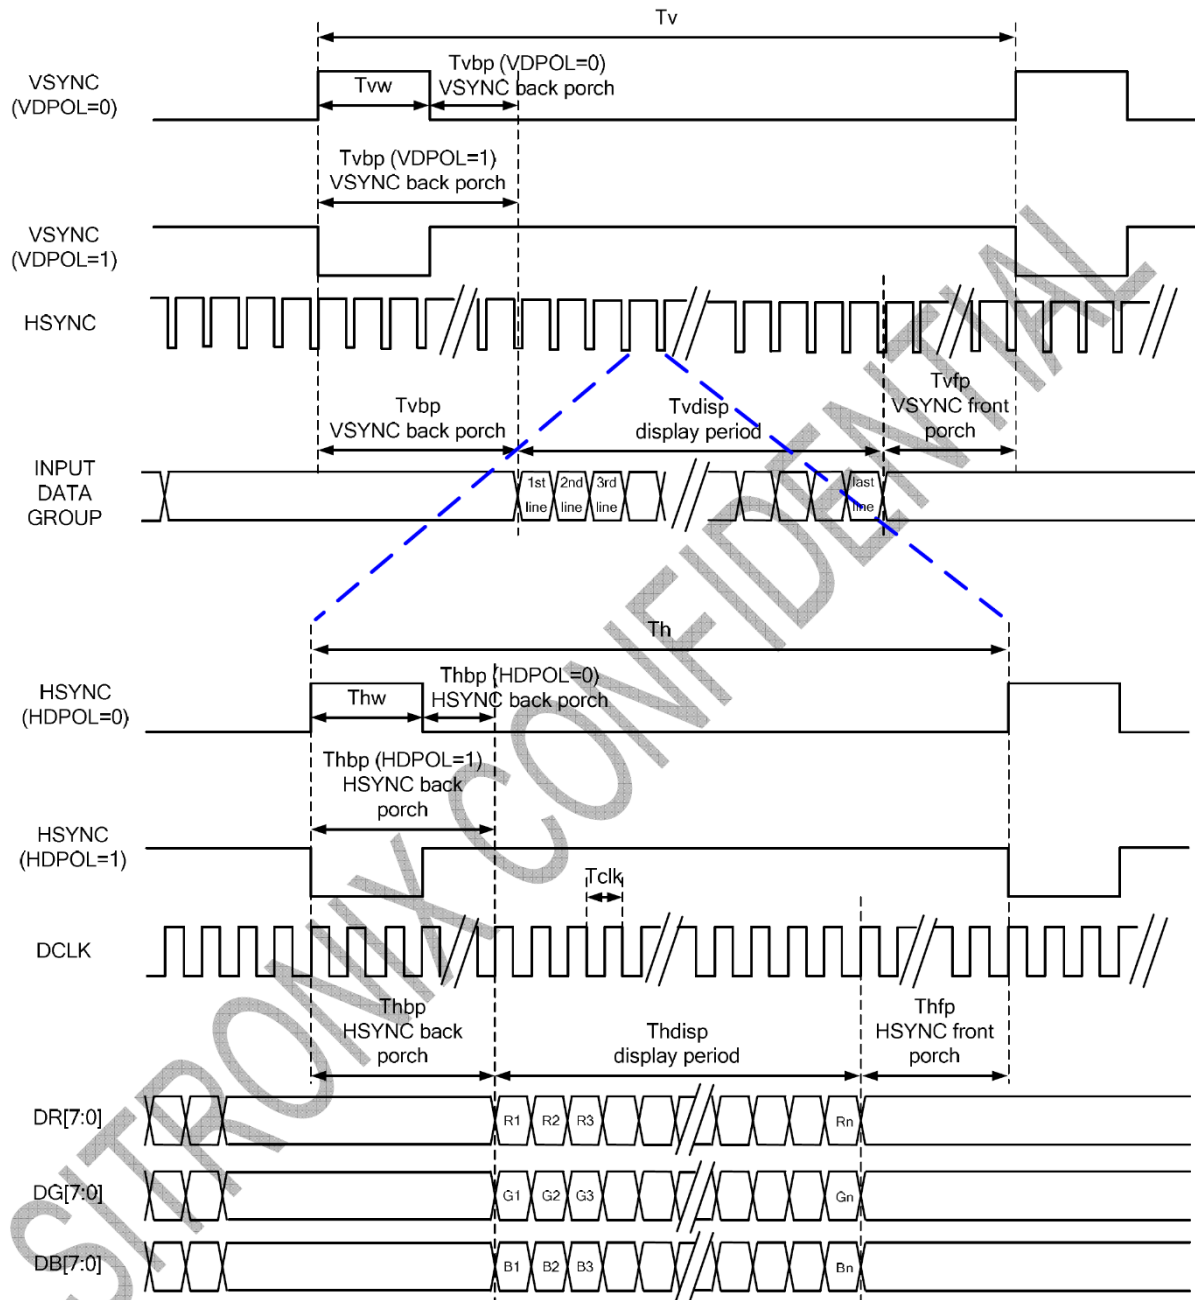 Tv
VSYNC
(VDPOL=0)
Tvw
Tvbp (VDPOL=0)
VSYNC back porch
Tvbp (VDPOL=1)
VSYNC back porch
VSYNC
(VDPOL=1)
HSYNC
Tvbp
VSYNC back porch
Tvdisp
display period
Tvfp
VSYNC front
porch
INPUT
DATA
GROUP
1st
line
2nd
line
3rd
line
last
line
Th
HSYNC
(HDPOL=0)
Thw
Thbp (HDPOL=0)
HSYNC back porch
Thbp (HDPOL=1)
HSYNC back
porch
HSYNC
(HDPOL=1)
Tclk
DCLK
Thbp
HSYNC back
porch
Thdisp
display period
Thfp
HSYNC front
porch
DR[7:0]
R1 R2 R3 Rn
DG[7:0]
G1 G2 G3 Gn
DB[7:0]
B1 B2 B3 Bn
SITRONIX CONFIDENTIAL